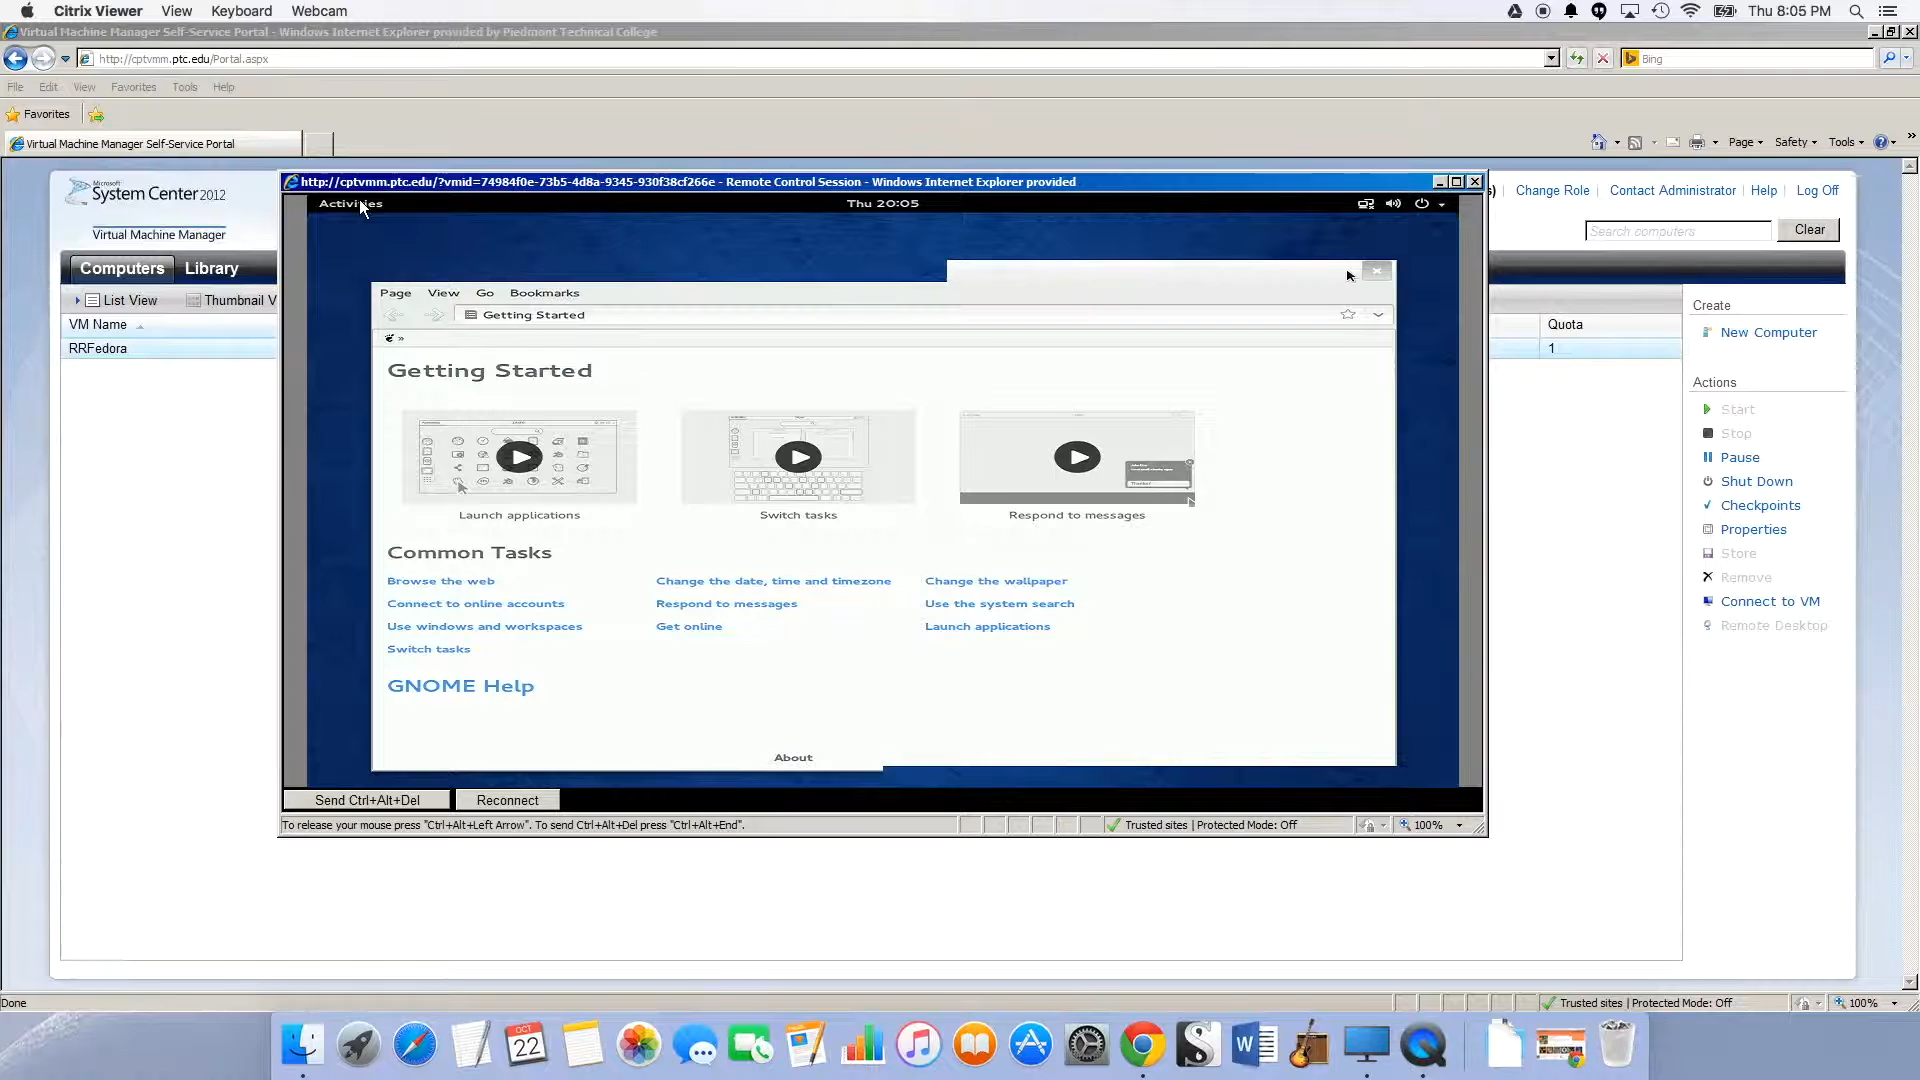 Citrix Viewer View Keyboard Webcam Thu 8:05 PM
Virtual Machine Manager Self-Service Portal - Windows Internet Explorer provided by Piedmont Technical College
http://cptvmm.ptc.edu/Portal.aspx Bing
File Edit View Favorites Tools Help
Favorites
Virtual Machine Manager Self-Service Portal Page Safety Tools »
Microsoft
System Center 2012
Virtual Machine Manager
s) Change Role Contact Administrator Help Log Off
Search computers Clear
Computers Library
List View Thumbnail V
VM Name Quota
RRFedora 1
http://cptvmm.ptc.edu/?vmid=74984f0e-73b5-4d8a-9345-930f38cf266e - Remote Control Session - Windows Internet Explorer provided
Activities Thu 20:05
Page View Go Bookmarks
Getting Started
»
Getting Started
Launch applications Switch tasks Respond to messages
Common Tasks
Browse the web Change the date, time and timezone Change the wallpaper
Connect to online accounts Respond to messages Use the system search
Use windows and workspaces Get online Launch applications
Switch tasks
GNOME Help
About
Send Ctrl+Alt+Del Reconnect
To release your mouse press "Ctrl+Alt+Left Arrow". To send Ctrl+Alt+Del press "Ctrl+Alt+End". Trusted sites | Protected Mode: Off 100%
Create
New Computer
Actions
Start
Stop
Pause
Shut Down
Checkpoints
Properties
Store
Remove
Connect to VM
Remote Desktop
Done Trusted sites | Protected Mode: Off 100%
OCT
22